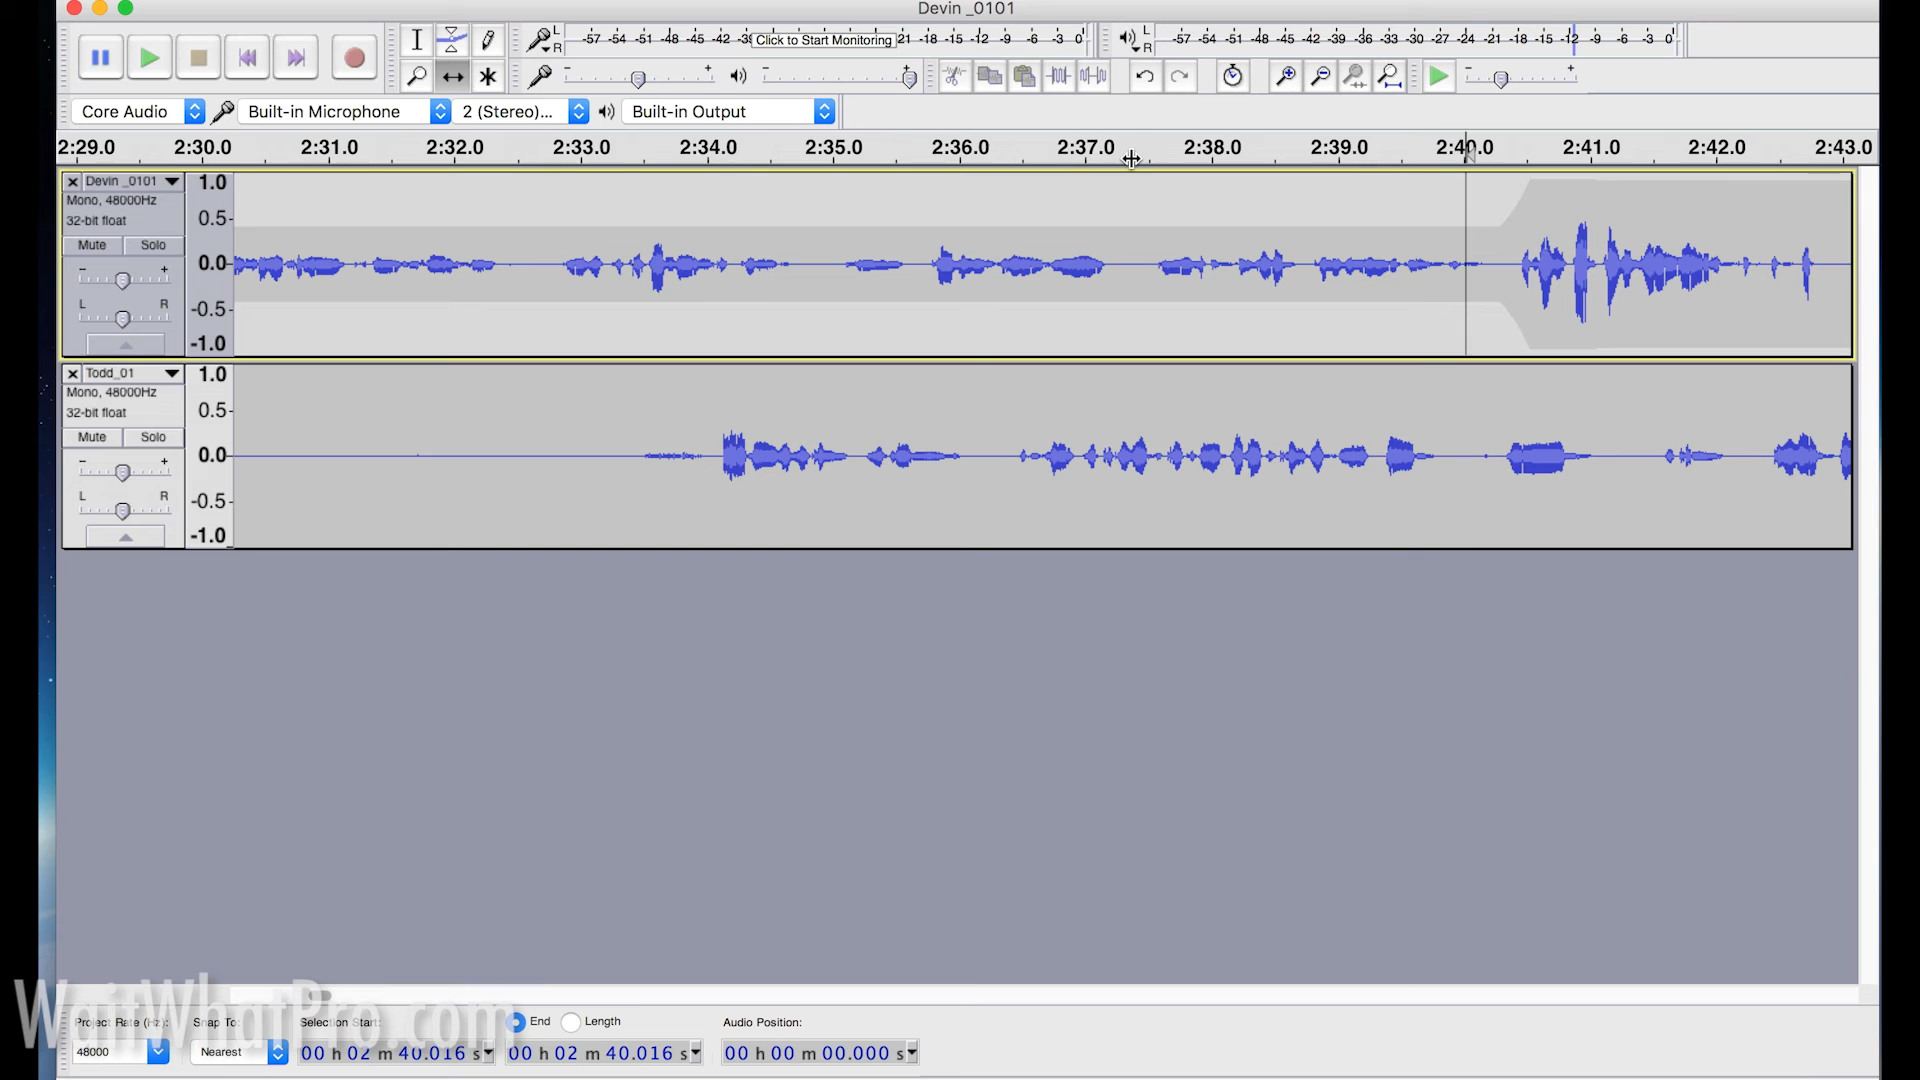 Devin _0101
L
R
-57 -54 -51 -48 -45 -42 -3 Click to Start Monitoring 21 -18 -15 -12 -9 -6 -3 0
L
R
-57 -54 -51 -48 -45 -42 -39 -36 -33 -30 -27 -24 -21 -18 -15 -12 -9 -6 -3 0
- + - + - +
Core Audio Built-in Microphone 2 (Stereo)... Built-in Output
2:29.0 2:30.0 2:31.0 2:32.0 2:33.0 2:34.0 2:35.0 2:36.0 2:37.0 2:38.0 2:39.0 2:40.0 2:41.0 2:42.0 2:43.0
Devin _0101 1.0
Mono, 48000Hz
32-bit float 0.5-
Mute Solo
0.0-
- +
L R -0.5-
-1.0
Todd_01 1.0
Mono, 48000Hz
32-bit float 0.5-
Mute Solo
0.0-
- +
L R -0.5-
-1.0
WaitWhatPro.com
Project Rate (Hz): Snap To: Selection Start: End Length Audio Position:
48000 Nearest 00 h 02 m 40.016 s 00 h 02 m 40.016 s 00 h 00 m 00.000 s